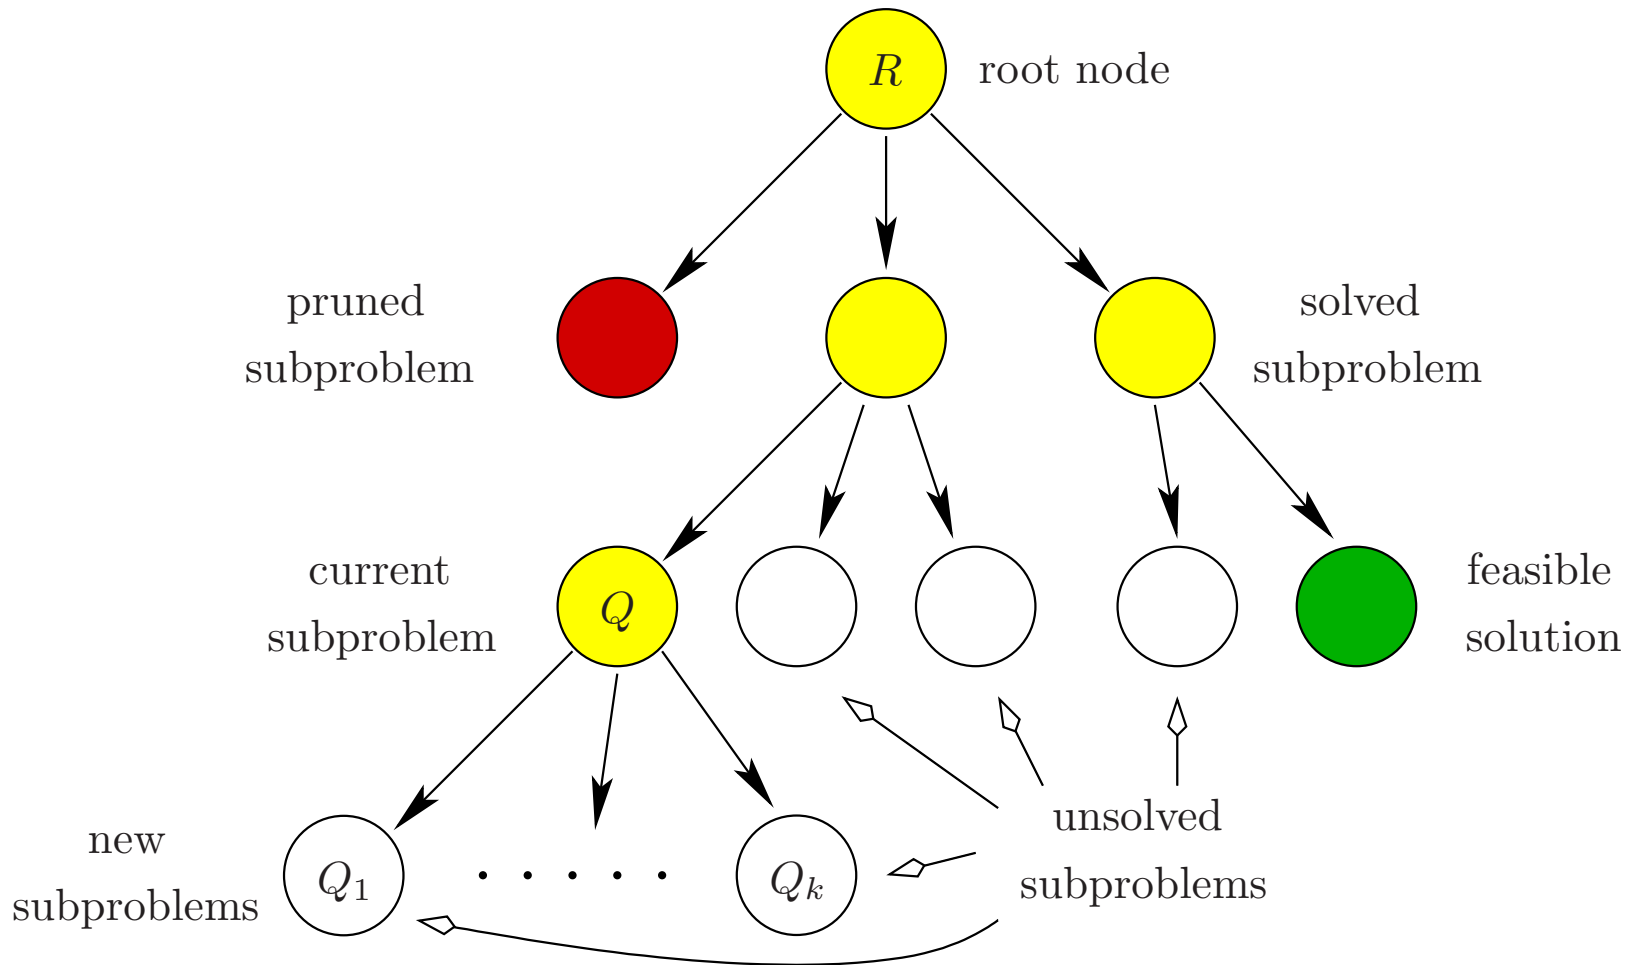 R
root node
pruned
subproblem
solved
subproblem
current
subproblem
Q
feasible
solution
new
subproblems
Q₁
. . . . .
Qₖ
unsolved
subproblems